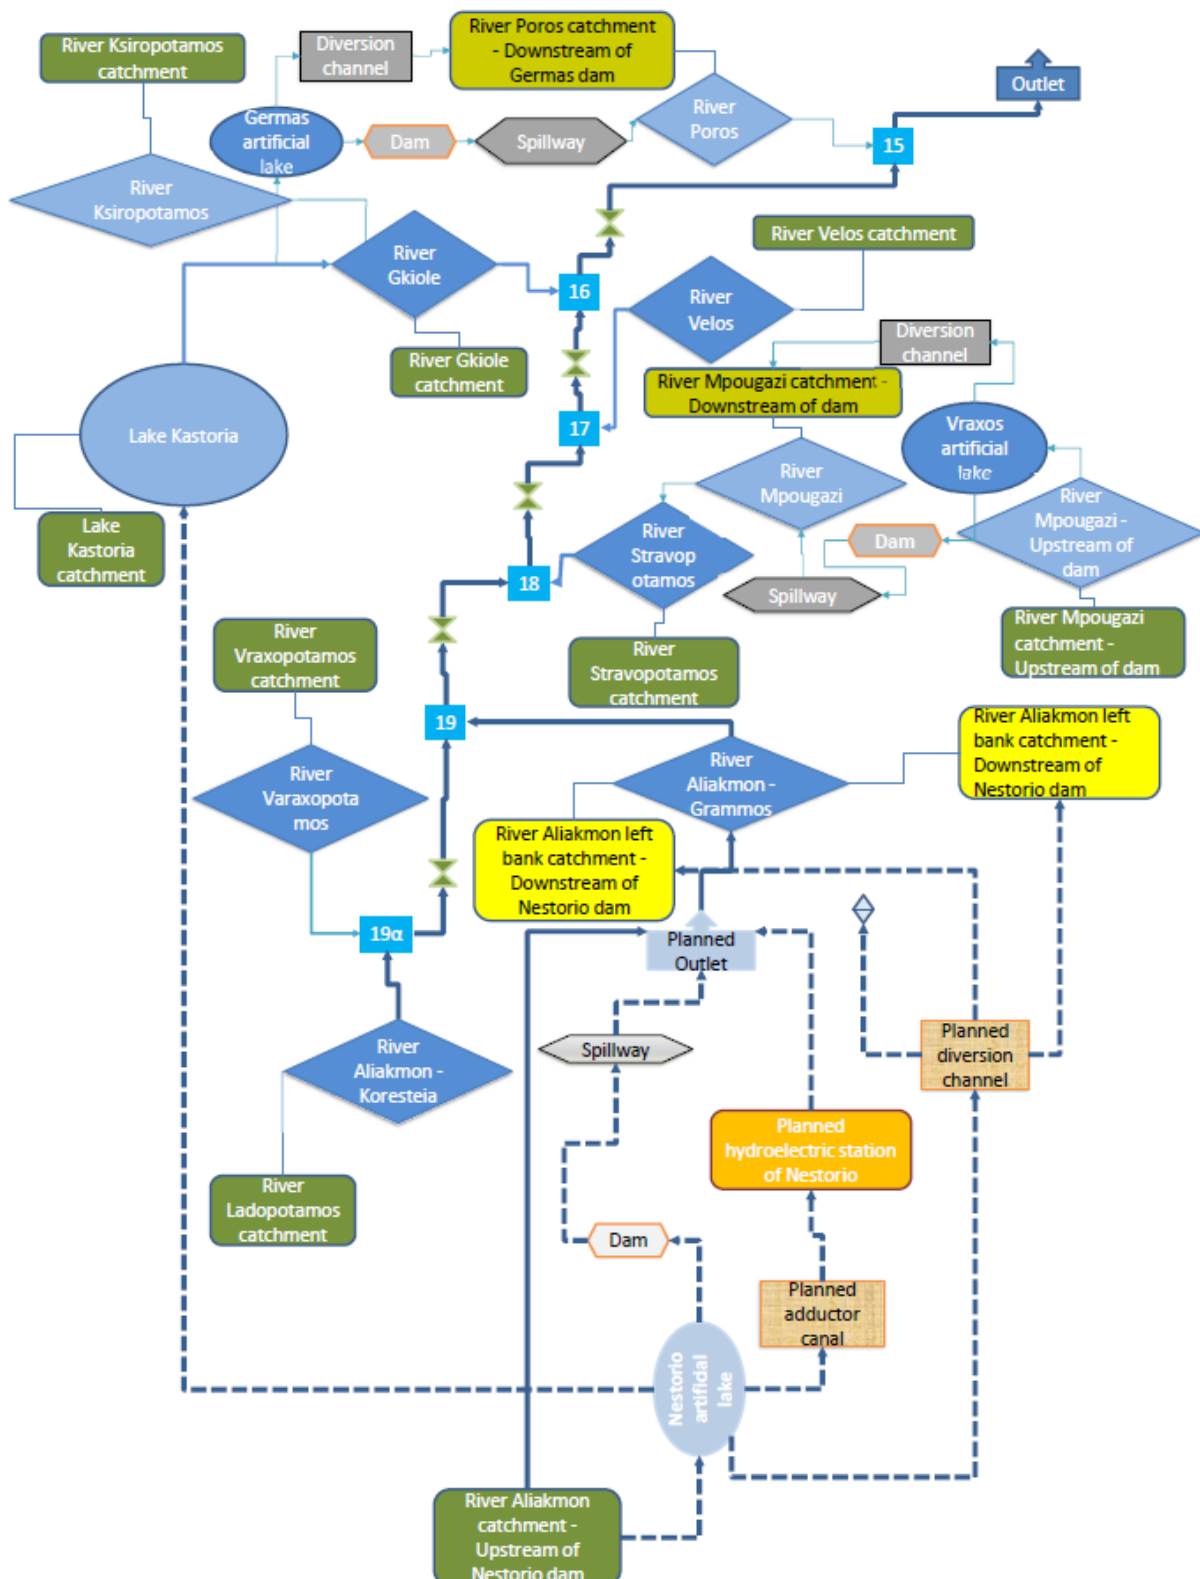 River Ksiropotamos
catchment
Diversion
channel
River Poros catchment
- Downstream of
Germas dam
Outlet
Germas
artificial
lake
Dam
Spillway
River
Poros
15
River
Ksiropotamos
River Velos catchment
River
Gkiole
16
River
Velos
Diversion
channel
River Gkiole
catchment
River Mpougazi catchment -
Downstream of dam
Lake Kastoria
17
Vraxos
artificial
lake
River
Mpougazi
River
Mpougazi -
Upstream of
dam
Lake
Kastoria
catchment
River
Stravop
otamos
Dam
18
Spillway
River
Vraxopotamos
catchment
River
Stravopotamos
catchment
River Mpougazi
catchment -
Upstream of dam
19
River Aliakmon left
bank catchment -
Downstream of
Nestorio dam
River
Varaxopota
mos
River
Aliakmon -
Grammos
River Aliakmon left
bank catchment -
Downstream of
Nestorio dam
19α
Planned
Outlet
River
Aliakmon -
Koresteia
Spillway
Planned
diversion
channel
Planned
hydroelectric station
of Nestorio
River
Ladopotamos
catchment
Dam
Planned
adductor
canal
Nestorio
artifidal
lake
River Aliakmon
catchment -
Upstream of
Nestorio dam